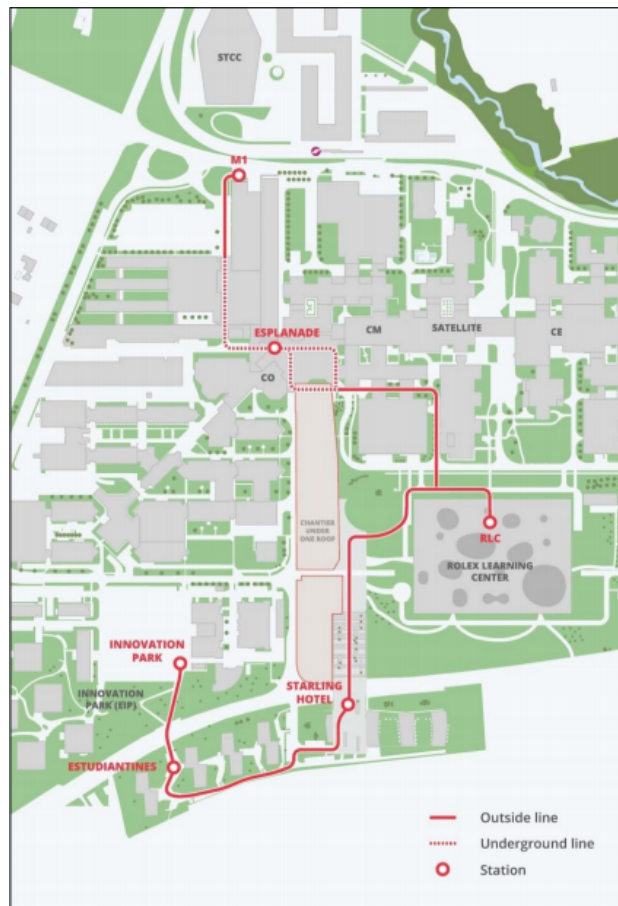 STCC
M1
ESPLANADE
CM
SATELLITE
CE
CO
CHANTIER
UNDER
ONE ROOF
RLC
ROLEX LEARNING
CENTER
INNOVATION
PARK
INNOVATION
PARK (EIP)
STARLING
HOTEL
ESTUDIANTINES
Outside line
Underground line
Station